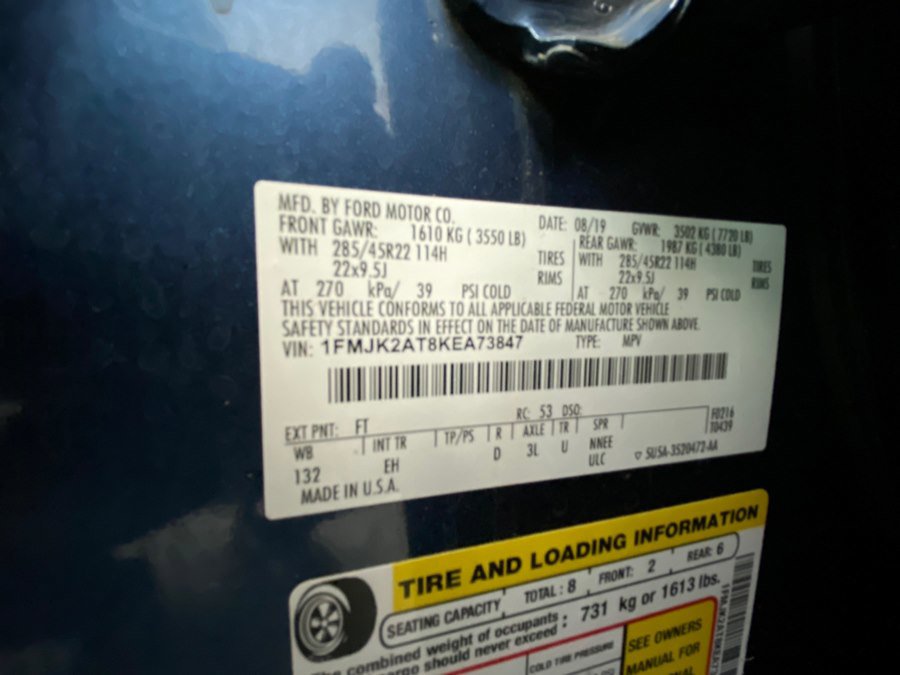 MFD. BY FORD MOTOR CO. DATE: 08/19 GVWR: 3502 KG ( 7720 LB)
FRONT GAWR: 1610 KG ( 3550 LB) REAR GAWR: 1987 KG ( 4380 LB)
WITH 285/45R22 114H TIRES WITH 285/45R22 114H TIRES
22x9.5J RIMS 22x9.5J RIMS
AT 270 kPa/ 39 PSI COLD AT 270 kPa/ 39 PSI COLD
THIS VEHICLE CONFORMS TO ALL APPLICABLE FEDERAL MOTOR VEHICLE
SAFETY STANDARDS IN EFFECT ON THE DATE OF MANUFACTURE SHOWN ABOVE.
VIN: 1FMJK2AT8KEA73847 TYPE: MPV
EXT PNT: FT RC: 53 DSO: F0216
WB INT TR TP/PS R AXLE TR SPR T0439
132 EH D 3L U NNEE
ULC ▽ 5U5A-3520472-AA
MADE IN U.S.A.
TIRE AND LOADING INFORMATION
SEATING CAPACITY TOTAL : 8 FRONT: 2 REAR: 6
The combined weight of occupants
cargo should never exceed : 731 kg or 1613 lbs.
COLD TIRE PRESSURE
SEE OWNERS
MANUAL FOR